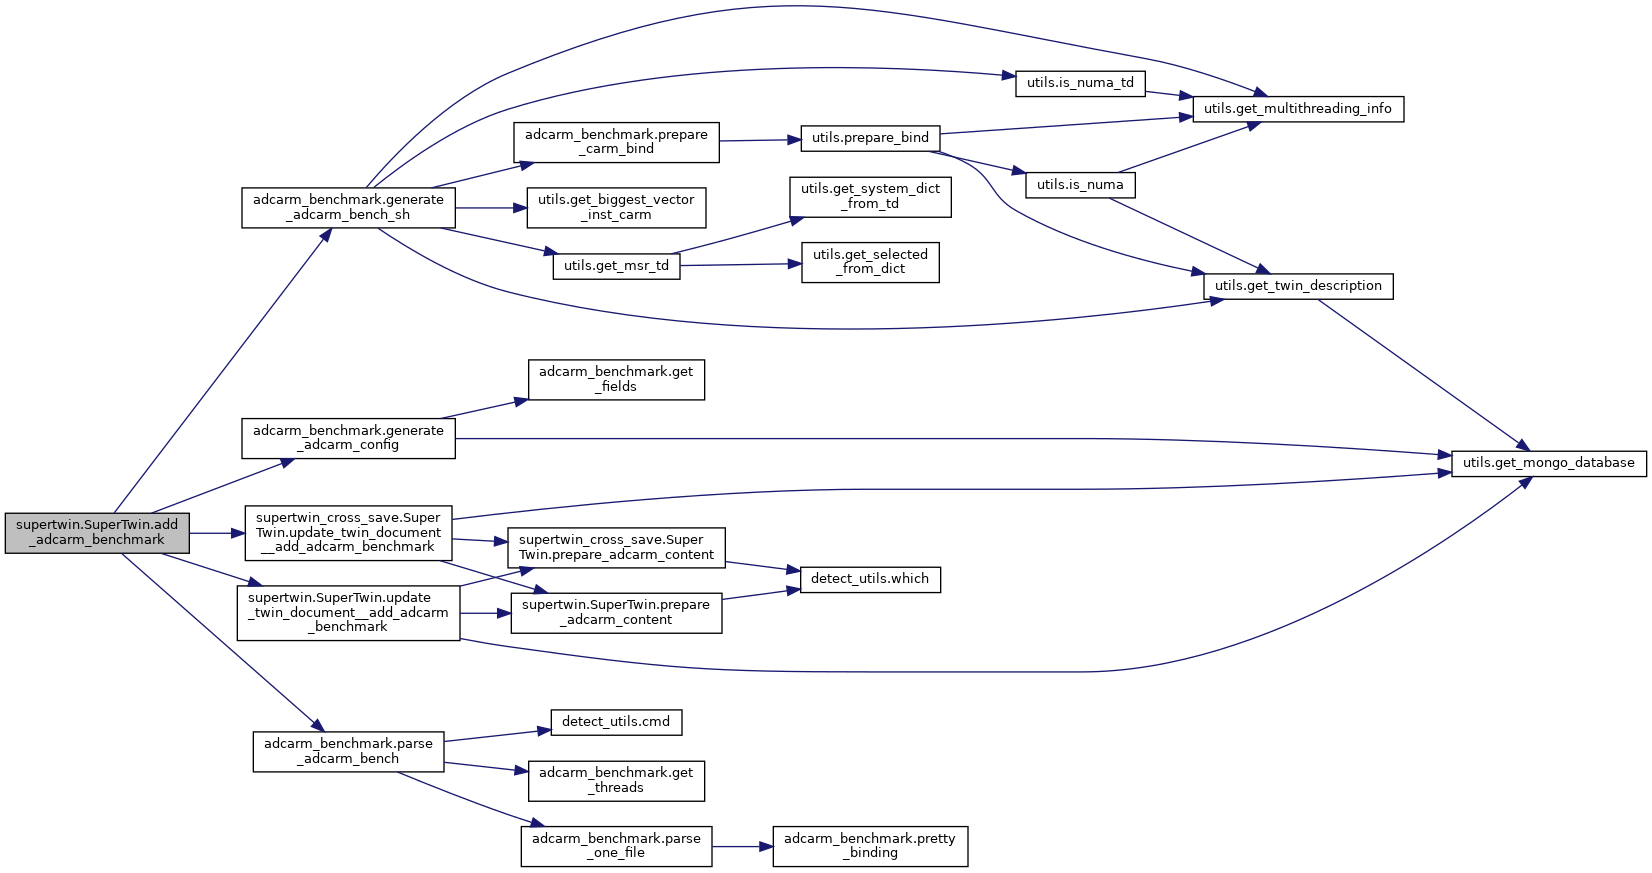 supertwin.SuperTwin.add
_adcarm_benchmark
adcarm_benchmark.generate
_adcarm_bench_sh
adcarm_benchmark.generate
_adcarm_config
supertwin_cross_save.Super
Twin.update_twin_document
__add_adcarm_benchmark
supertwin.SuperTwin.update
_twin_document__add_adcarm
_benchmark
adcarm_benchmark.parse
_adcarm_bench
adcarm_benchmark.prepare
_carm_bind
utils.get_biggest_vector
_inst_carm
utils.get_msr_td
adcarm_benchmark.get
_fields
supertwin_cross_save.Super
Twin.prepare_adcarm_content
supertwin.SuperTwin.prepare
_adcarm_content
detect_utils.cmd
adcarm_benchmark.get
_threads
adcarm_benchmark.parse
_one_file
utils.prepare_bind
utils.get_system_dict
_from_td
utils.get_selected
_from_dict
detect_utils.which
adcarm_benchmark.pretty
_binding
utils.is_numa_td
utils.is_numa
utils.get_multithreading_info
utils.get_twin_description
utils.get_mongo_database